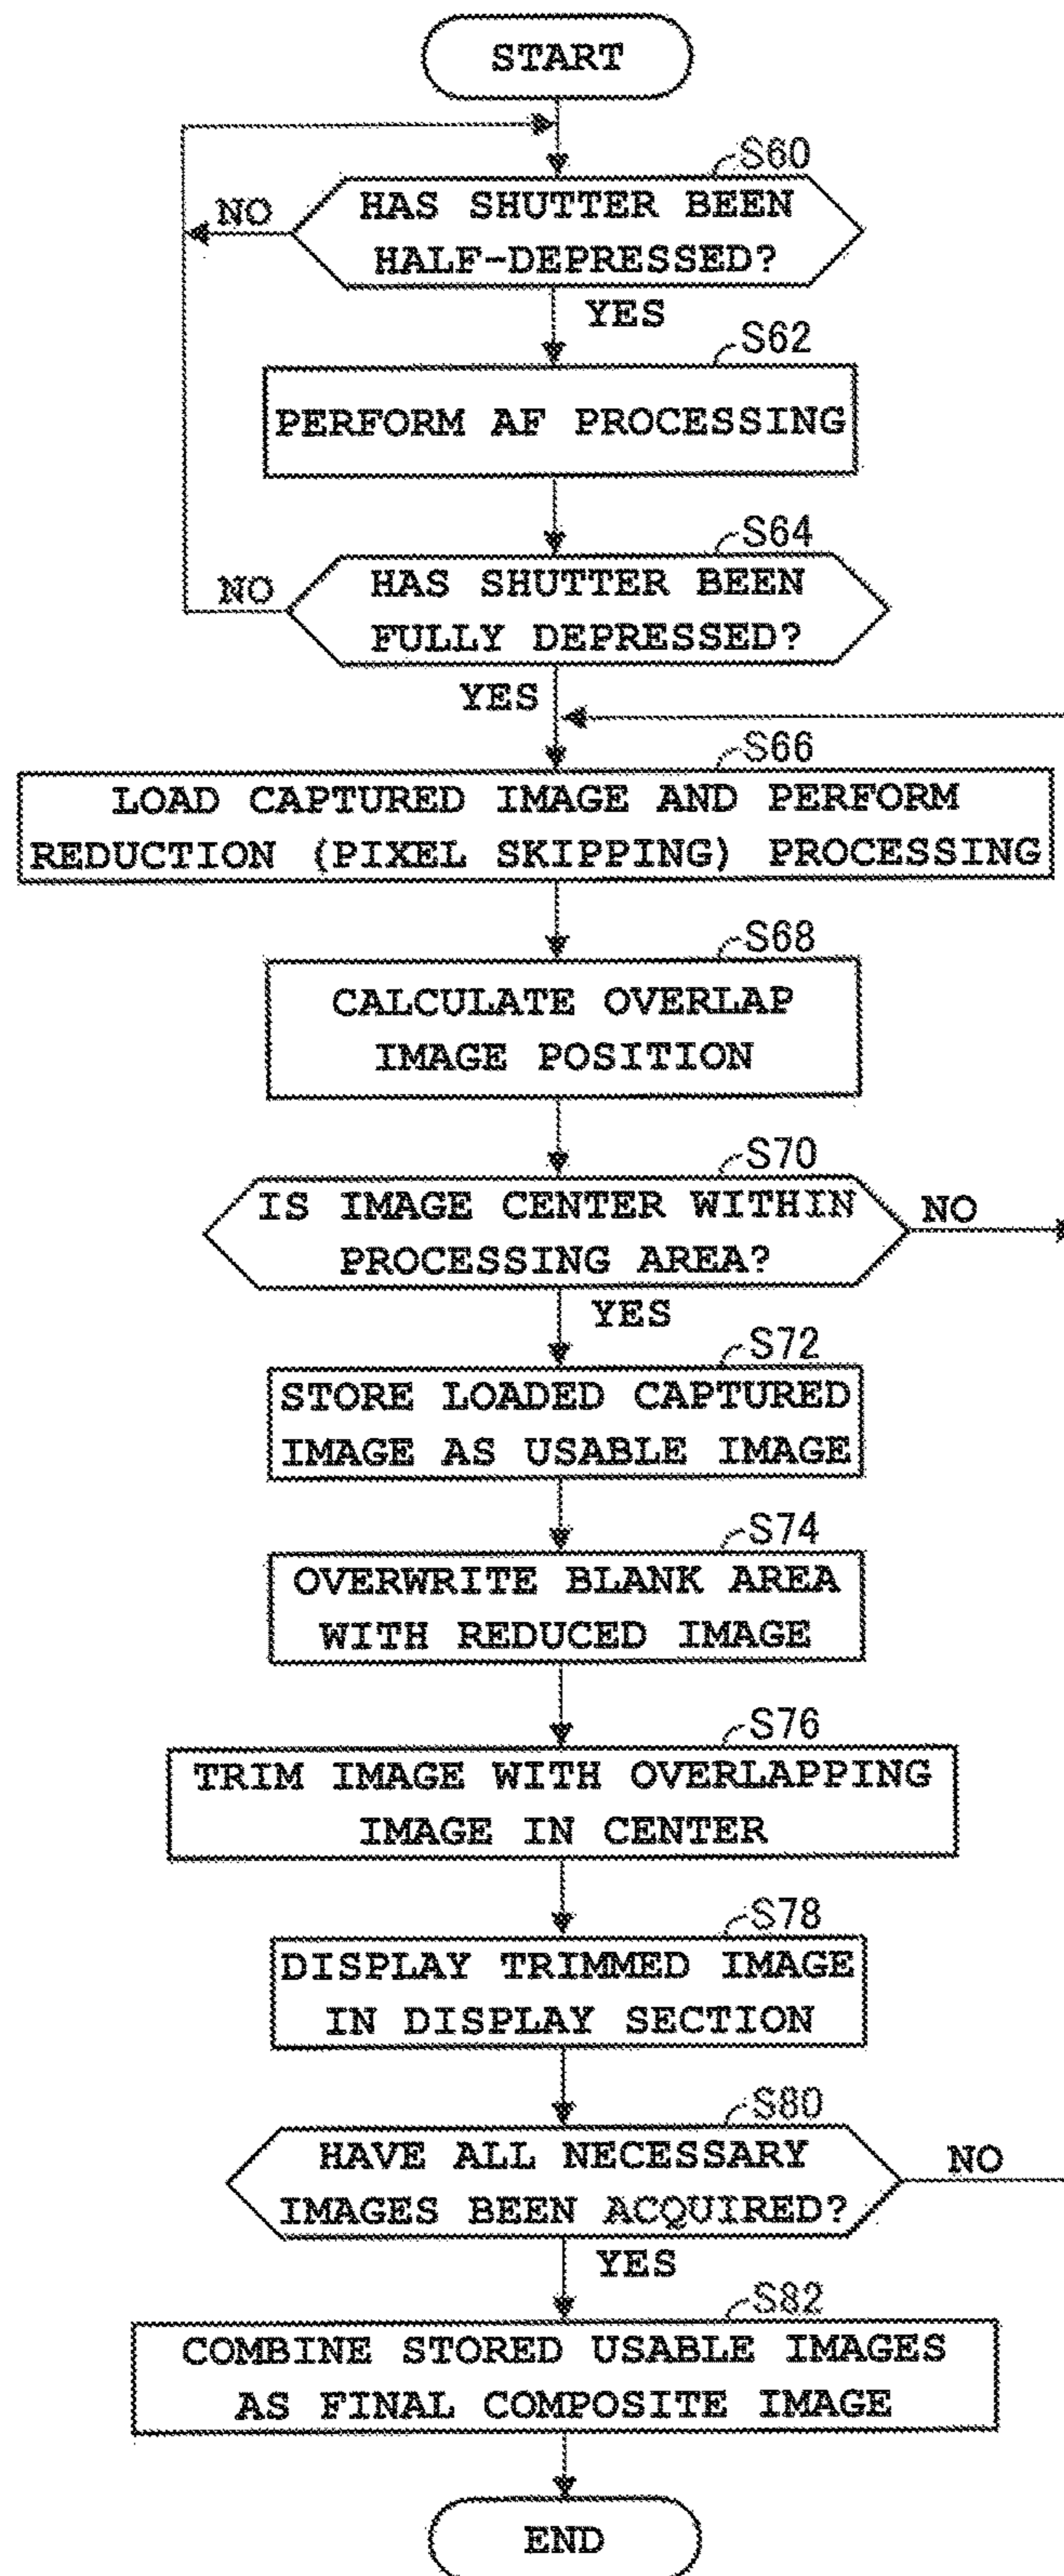 START
S60
HAS SHUTTER BEEN
HALF-DEPRESSED?
NO
YES
S62
PERFORM AF PROCESSING
S64
HAS SHUTTER BEEN
FULLY DEPRESSED?
NO
YES
S66
LOAD CAPTURED IMAGE AND PERFORM
REDUCTION (PIXEL SKIPPING) PROCESSING
S68
CALCULATE OVERLAP
IMAGE POSITION
S70
IS IMAGE CENTER WITHIN
PROCESSING AREA?
NO
YES
S72
STORE LOADED CAPTURED
IMAGE AS USABLE IMAGE
S74
OVERWRITE BLANK AREA
WITH REDUCED IMAGE
S76
TRIM IMAGE WITH OVERLAPPING
IMAGE IN CENTER
S78
DISPLAY TRIMMED IMAGE
IN DISPLAY SECTION
S80
HAVE ALL NECESSARY
IMAGES BEEN ACQUIRED?
NO
YES
S82
COMBINE STORED USABLE IMAGES
AS FINAL COMPOSITE IMAGE
END